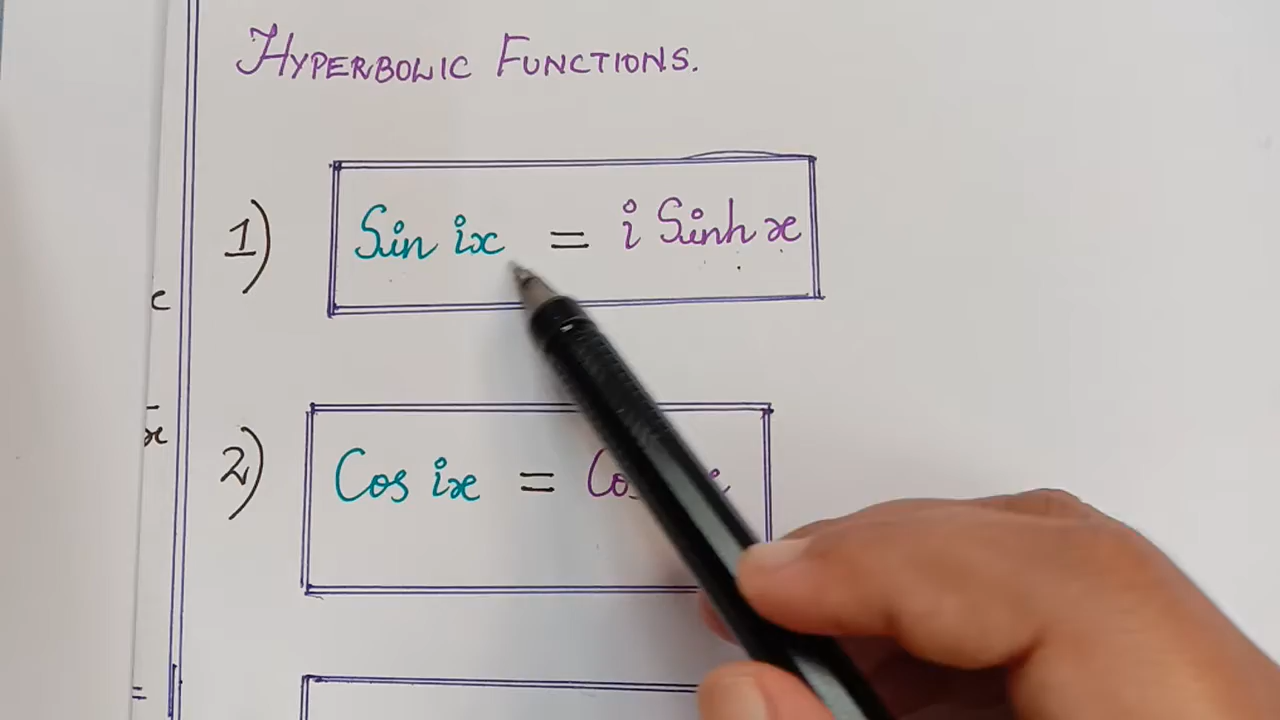 HYPERBOLIC FUNCTIONS.
1) Sin ix = i Sinh x
2) Cos ix =
c
x
=